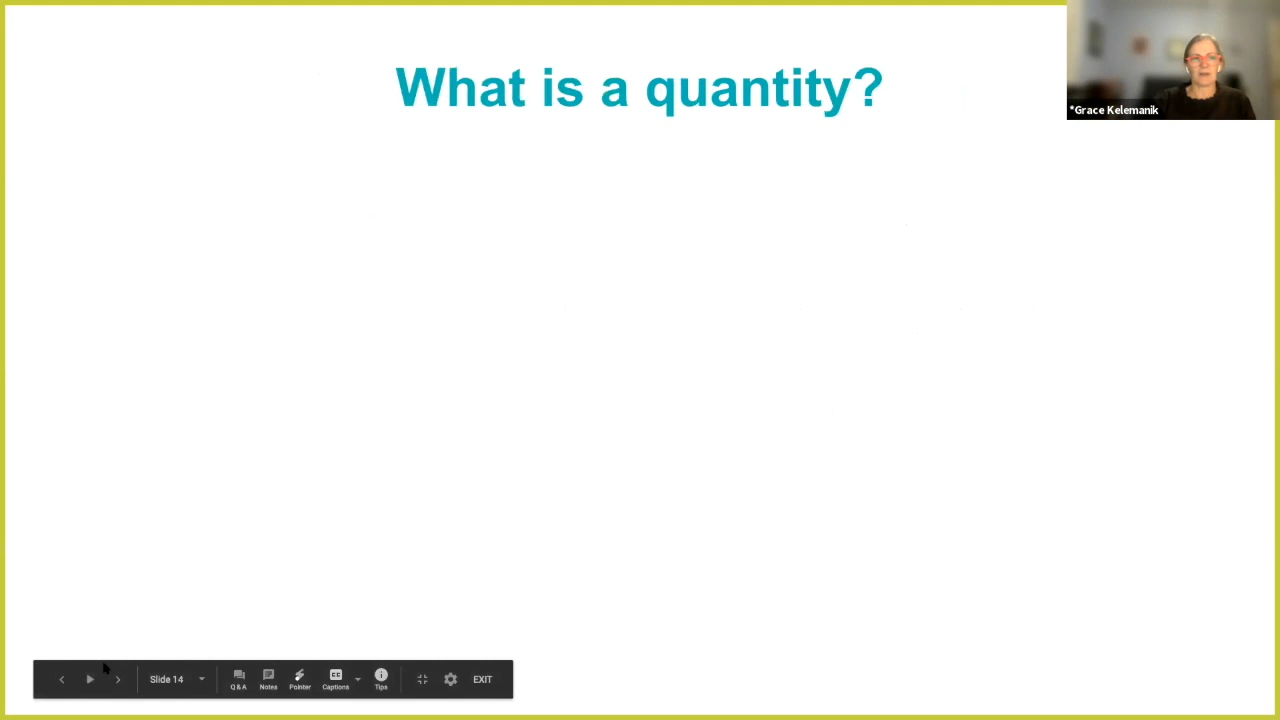 What is a quantity?
*Grace Kelemanik
Slide 14
Q&A
Notes
Pointer
Captions
Tips
EXIT